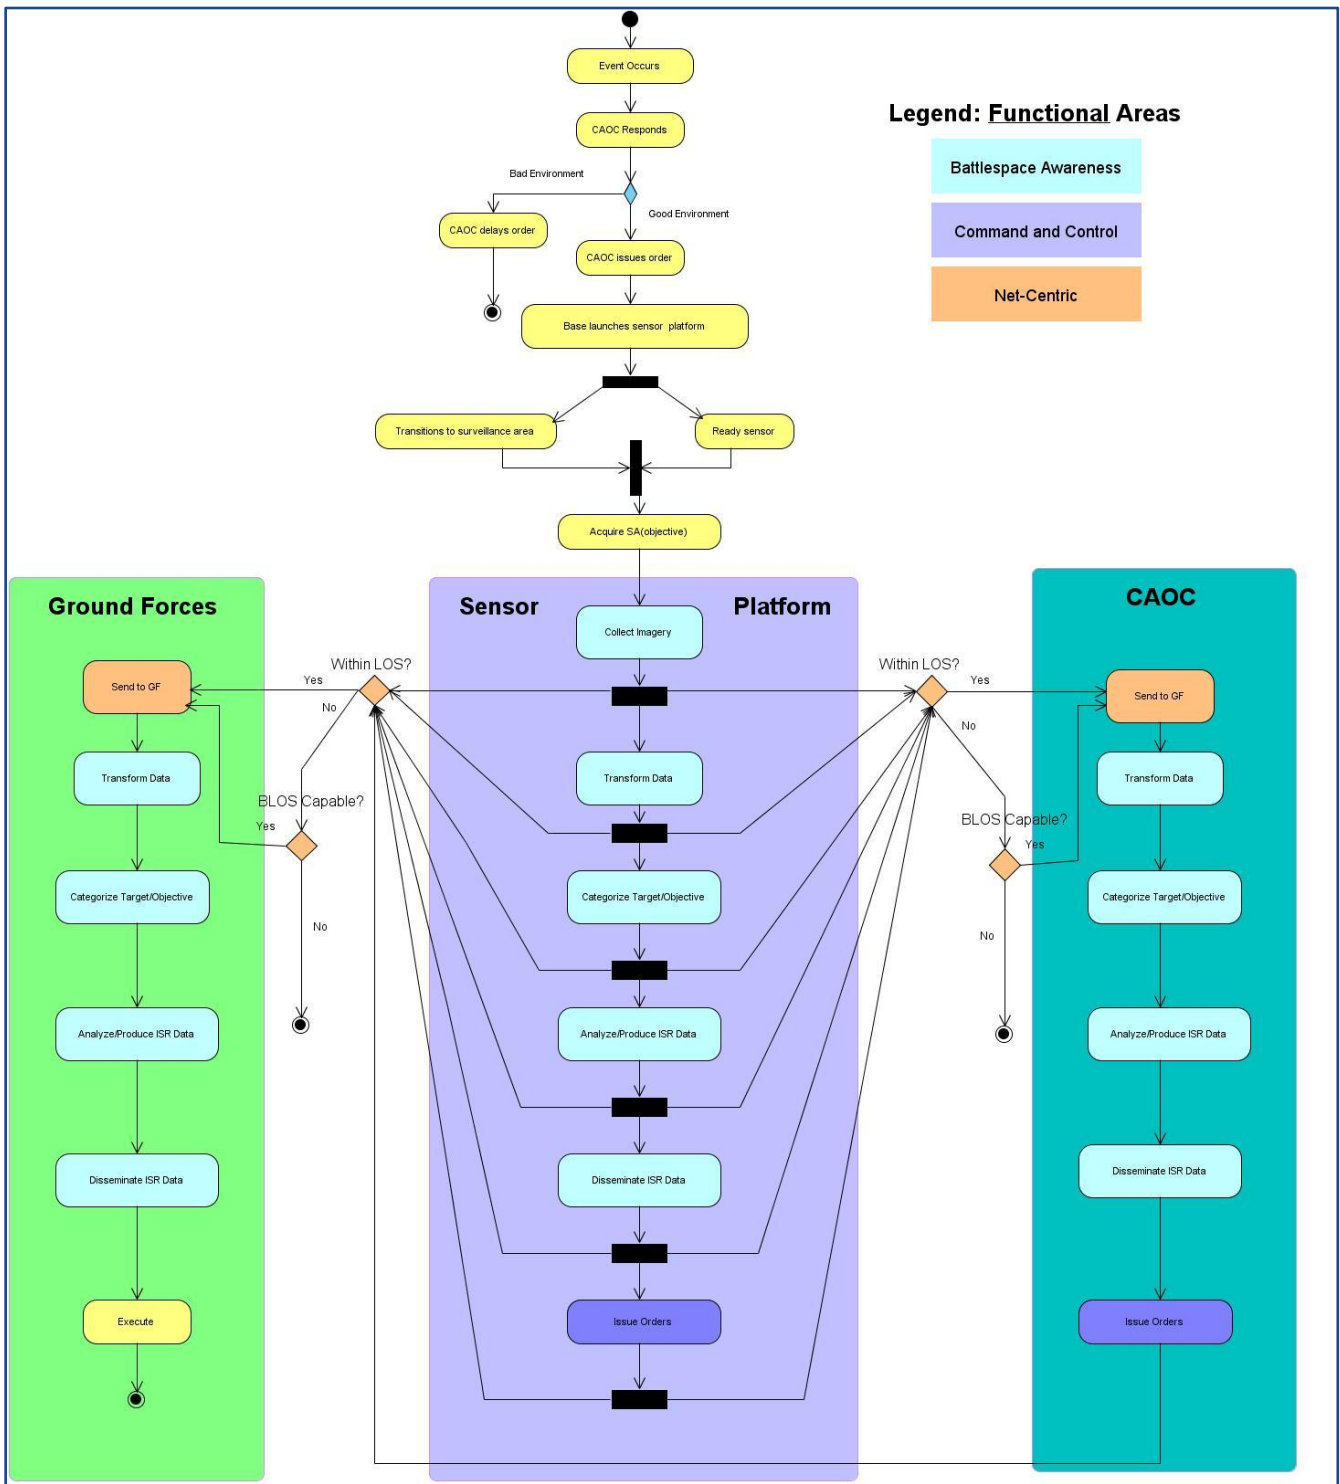 Event Occurs
Legend: Functional Areas
CAOC Responds
Battlespace Awareness
Bad Environment
Good Environment
CAOC delays order
Command and Control
CAOC issues order
Net-Centric
Base launches sensor platform
Transitions to surveillance area
Ready sensor
Acquire SA(objective)
Ground Forces
Send to GF
Transform Data
Categorize Target/Objective
Analyze/Produce ISR Data
Disseminate ISR Data
Execute
Within LOS?
Yes
No
BLOS Capable?
Yes
No
Sensor Platform
Collect Imagery
Transform Data
Categorize Target/Objective
Analyze/Produce ISR Data
Disseminate ISR Data
Issue Orders
Within LOS?
Yes
No
BLOS Capable?
Yes
No
CAOC
Send to GF
Transform Data
Categorize Target/Objective
Analyze/Produce ISR Data
Disseminate ISR Data
Issue Orders